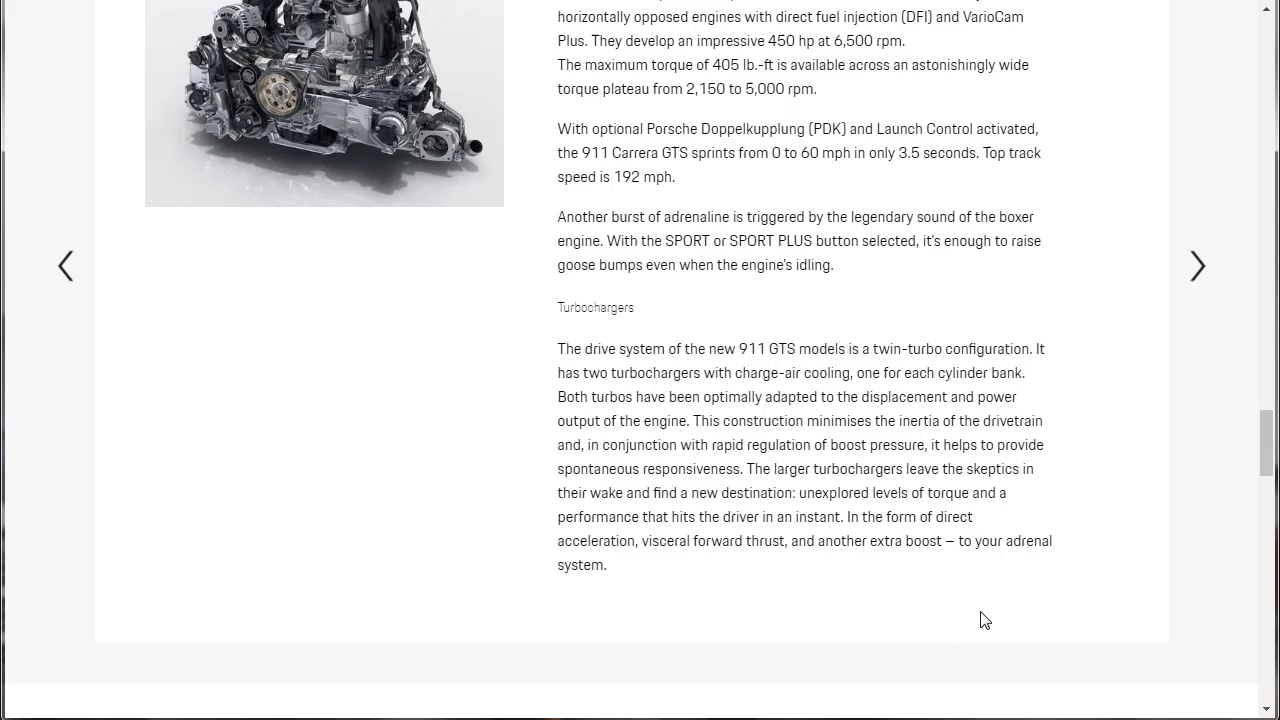 horizontally opposed engines with direct fuel injection (DFI) and VarioCam
Plus. They develop an impressive 450 hp at 6,500 rpm.
The maximum torque of 405 lb.-ft is available across an astonishingly wide
torque plateau from 2,150 to 5,000 rpm.
With optional Porsche Doppelkupplung (PDK) and Launch Control activated,
the 911 Carrera GTS sprints from 0 to 60 mph in only 3.5 seconds. Top track
speed is 192 mph.
Another burst of adrenaline is triggered by the legendary sound of the boxer
engine. With the SPORT or SPORT PLUS button selected, it's enough to raise
goose bumps even when the engine's idling.
Turbochargers
The drive system of the new 911 GTS models is a twin-turbo configuration. It
has two turbochargers with charge-air cooling, one for each cylinder bank.
Both turbos have been optimally adapted to the displacement and power
output of the engine. This construction minimises the inertia of the drivetrain
and, in conjunction with rapid regulation of boost pressure, it helps to provide
spontaneous responsiveness. The larger turbochargers leave the skeptics in
their wake and find a new destination: unexplored levels of torque and a
performance that hits the driver in an instant. In the form of direct
acceleration, visceral forward thrust, and another extra boost – to your adrenal
system.